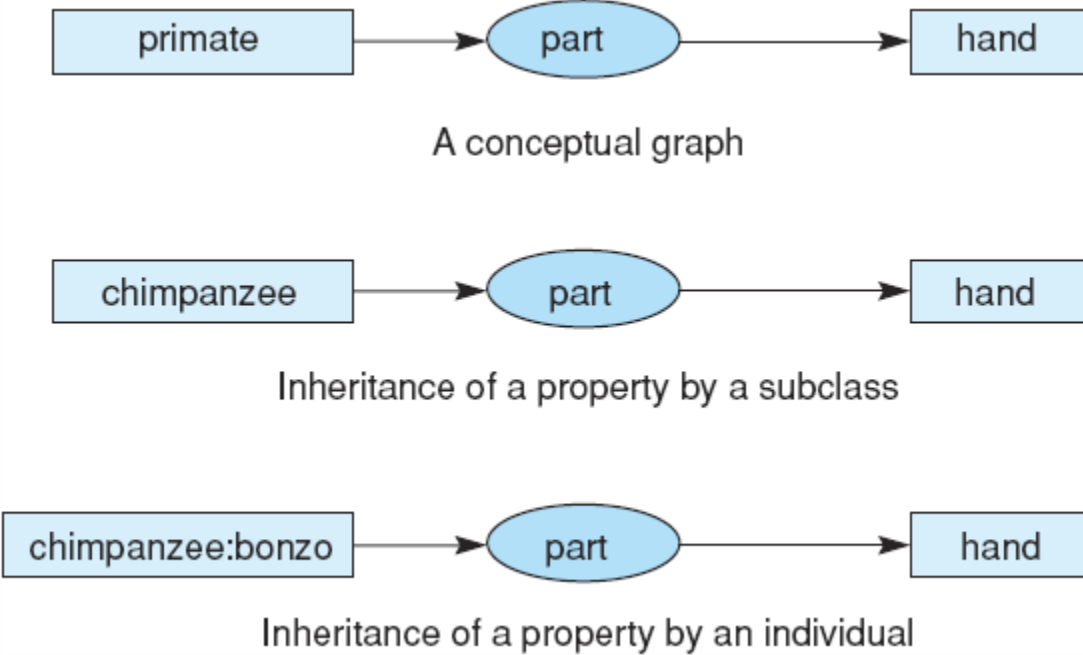 primate part hand
A conceptual graph
chimpanzee part hand
Inheritance of a property by a subclass
chimpanzee:bonzo part hand
Inheritance of a property by an individual